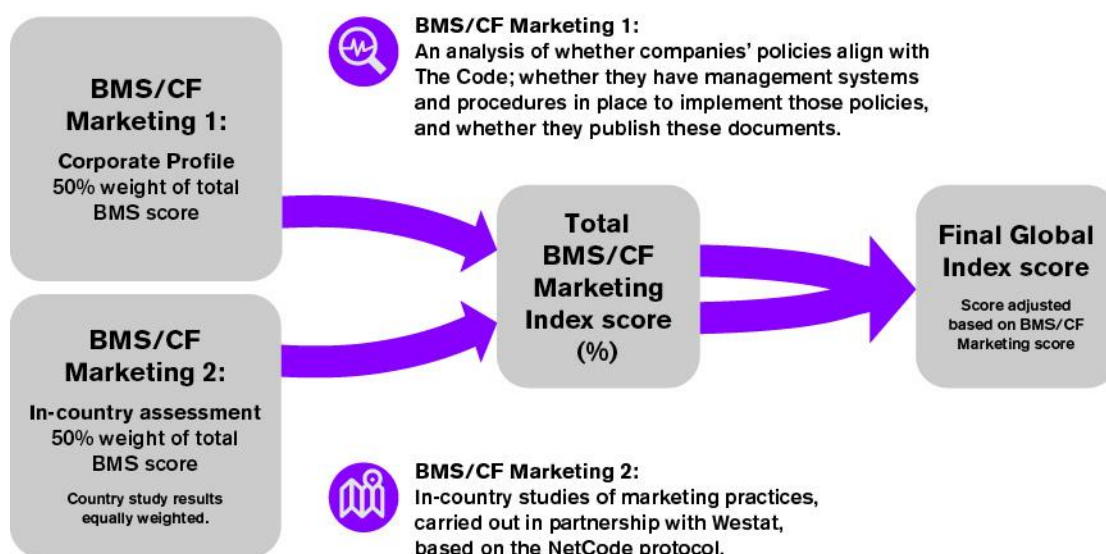 BMS/CF
Marketing 1:
Corporate Profile
50% weight of total
BMS score
BMS/CF Marketing 1:
An analysis of whether companies’ policies align with
The Code; whether they have management systems
and procedures in place to implement those policies,
and whether they publish these documents.
BMS/CF
Marketing 2:
In-country assessment
50% weight of total
BMS score
Country study results
equally weighted.
Total
BMS/CF
Marketing
Index score
(%)
Final Global
Index score
Score adjusted
based on BMS/CF
Marketing score
BMS/CF Marketing 2:
In-country studies of marketing practices,
carried out in partnership with Westat,
based on the NetCode protocol.